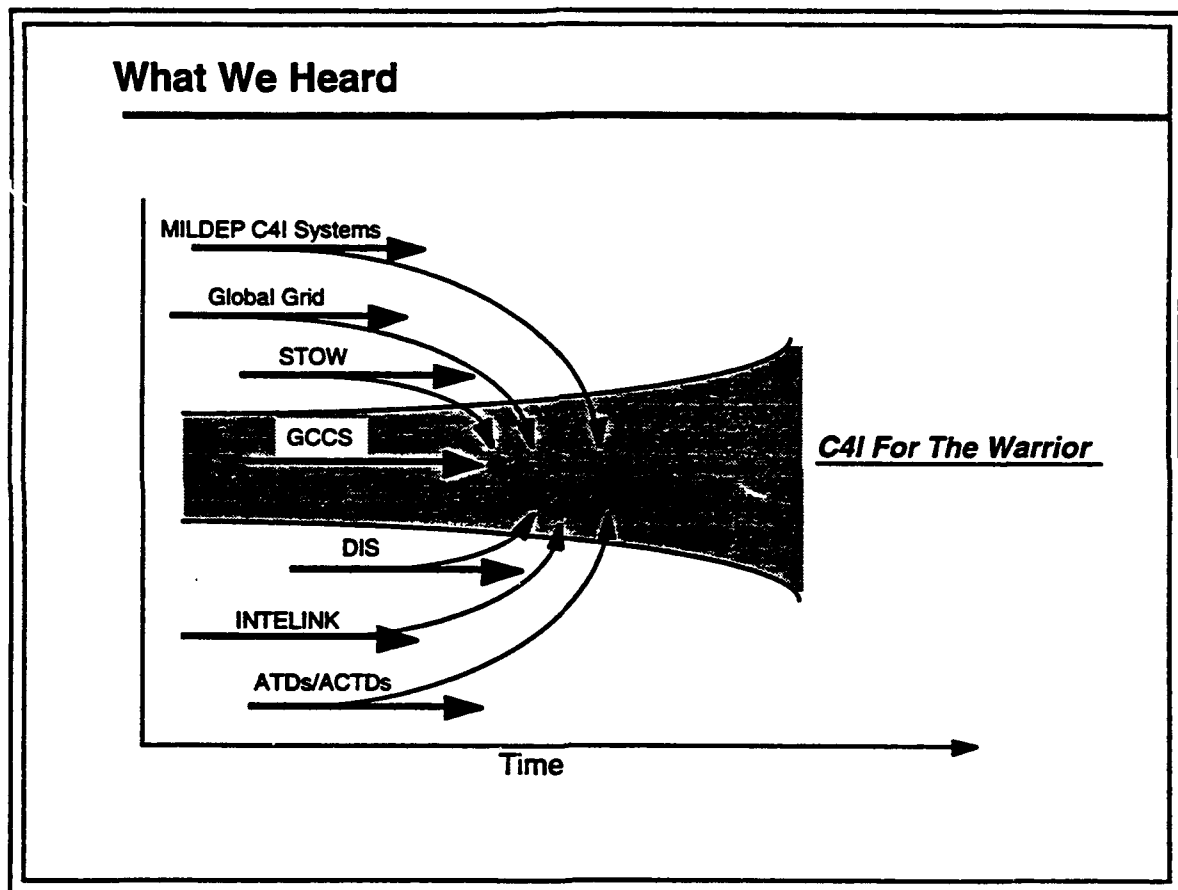 What We Heard
MILDEP C4I Systems
Global Grid
STOW
GCCS
C4I For The Warrior
DIS
INTELINK
ATDs/ACTDs
Time